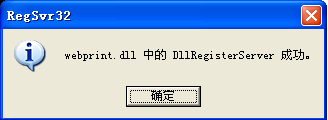 RegSvr32
webprint.dll 中的 DllRegisterServer 成功。
确定